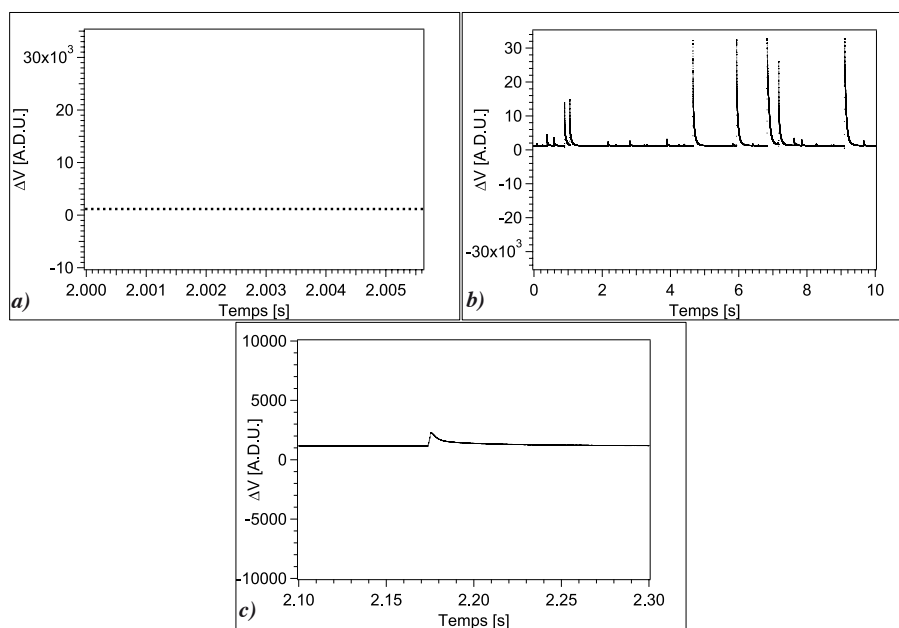 30x10³
20
10
0
-10
ΔV [A.D.U.]
2.000 2.001 2.002 2.003 2.004 2.005
Temps [s]
a)
30
20
10
0
-10
-20
-30x10³
ΔV [A.D.U.]
0 2 4 6 8 10
Temps [s]
b)
10000
5000
0
-5000
-10000
ΔV [A.D.U.]
2.10 2.15 2.20 2.25 2.30
Temps [s]
c)